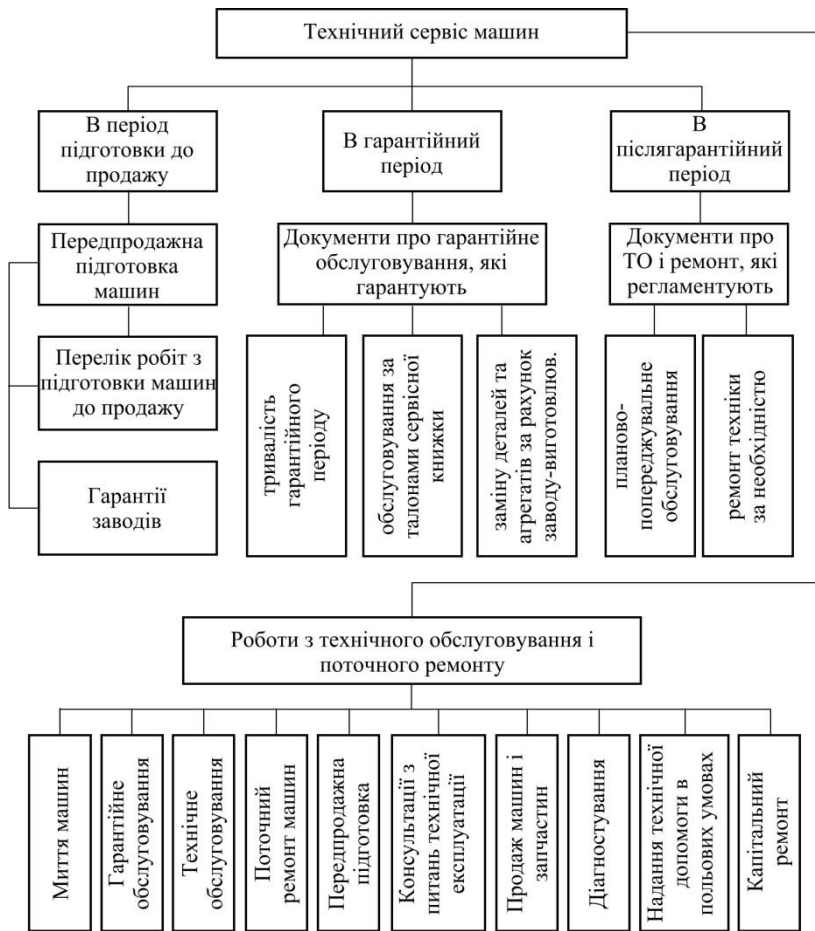 Технічний сервіс машин
В період
підготовки до
продажу
В гарантійний
період
В
післягарантійний
період
Передпродажна
підготовка
машин
Документи про гарантійне
обслуговування, які
гарантують
Документи про
ТО і ремонт, які
регламентують
Перелік робіт з
підготовки машин
до продажу
Гарантії
заводів
тривалість
гарантійного
періоду
обслуговування за
талонами сервісної
книжки
заміну деталей та
агрегатів за рахунок
заводу-виготовлюв.
планово-
попереджувальне
обслуговування
ремонт техніки
за необхідністю
Роботи з технічного обслуговування і
поточного ремонту
Миття машин
Гарантійне
обслуговування
Технічне
обслуговування
Поточний
ремонт машин
Передпродажна
підготовка
Консультації з
питань технічної
експлуатації
Продаж машин і
запчастин
Діагностування
Надання технічної
допомоги в
польових умовах
Капітальний
ремонт